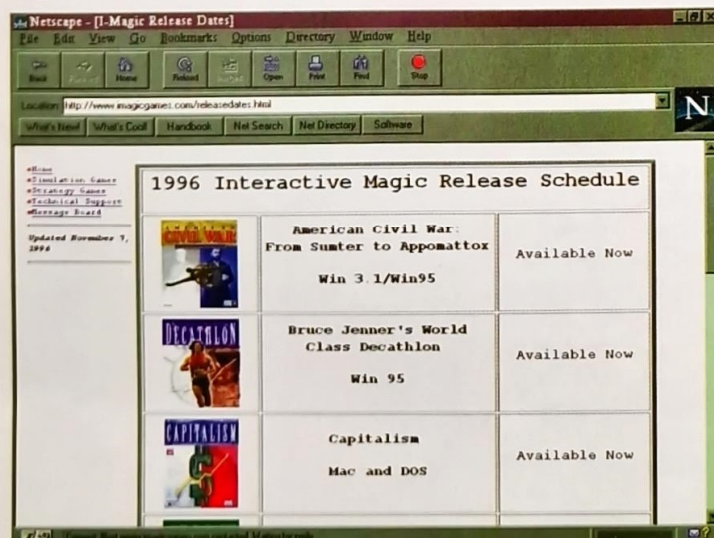 Netscape - [I-Magic Release Dates]
File Edit View Go Bookmarks Options Directory Window Help
Back Forward Home Reload Images Open Print Find Stop
Location: http://www.imagicgames.com/releasedates.html
N
What's New! What's Cool Handbook Net Search Net Directory Software
Home
Simulation Games
Strategy Games
Technical Support
Message Board
Updated November 7,
1996
1996 Interactive Magic Release Schedule
AMERICAN
CIVIL WAR
American Civil War:
From Sumter to Appomattox
Win 3.1/Win95
Available Now
DECATHLON
Bruce Jenner's World
Class Decathlon
Win 95
Available Now
CAPITALISM
Capitalism
Mac and DOS
Available Now